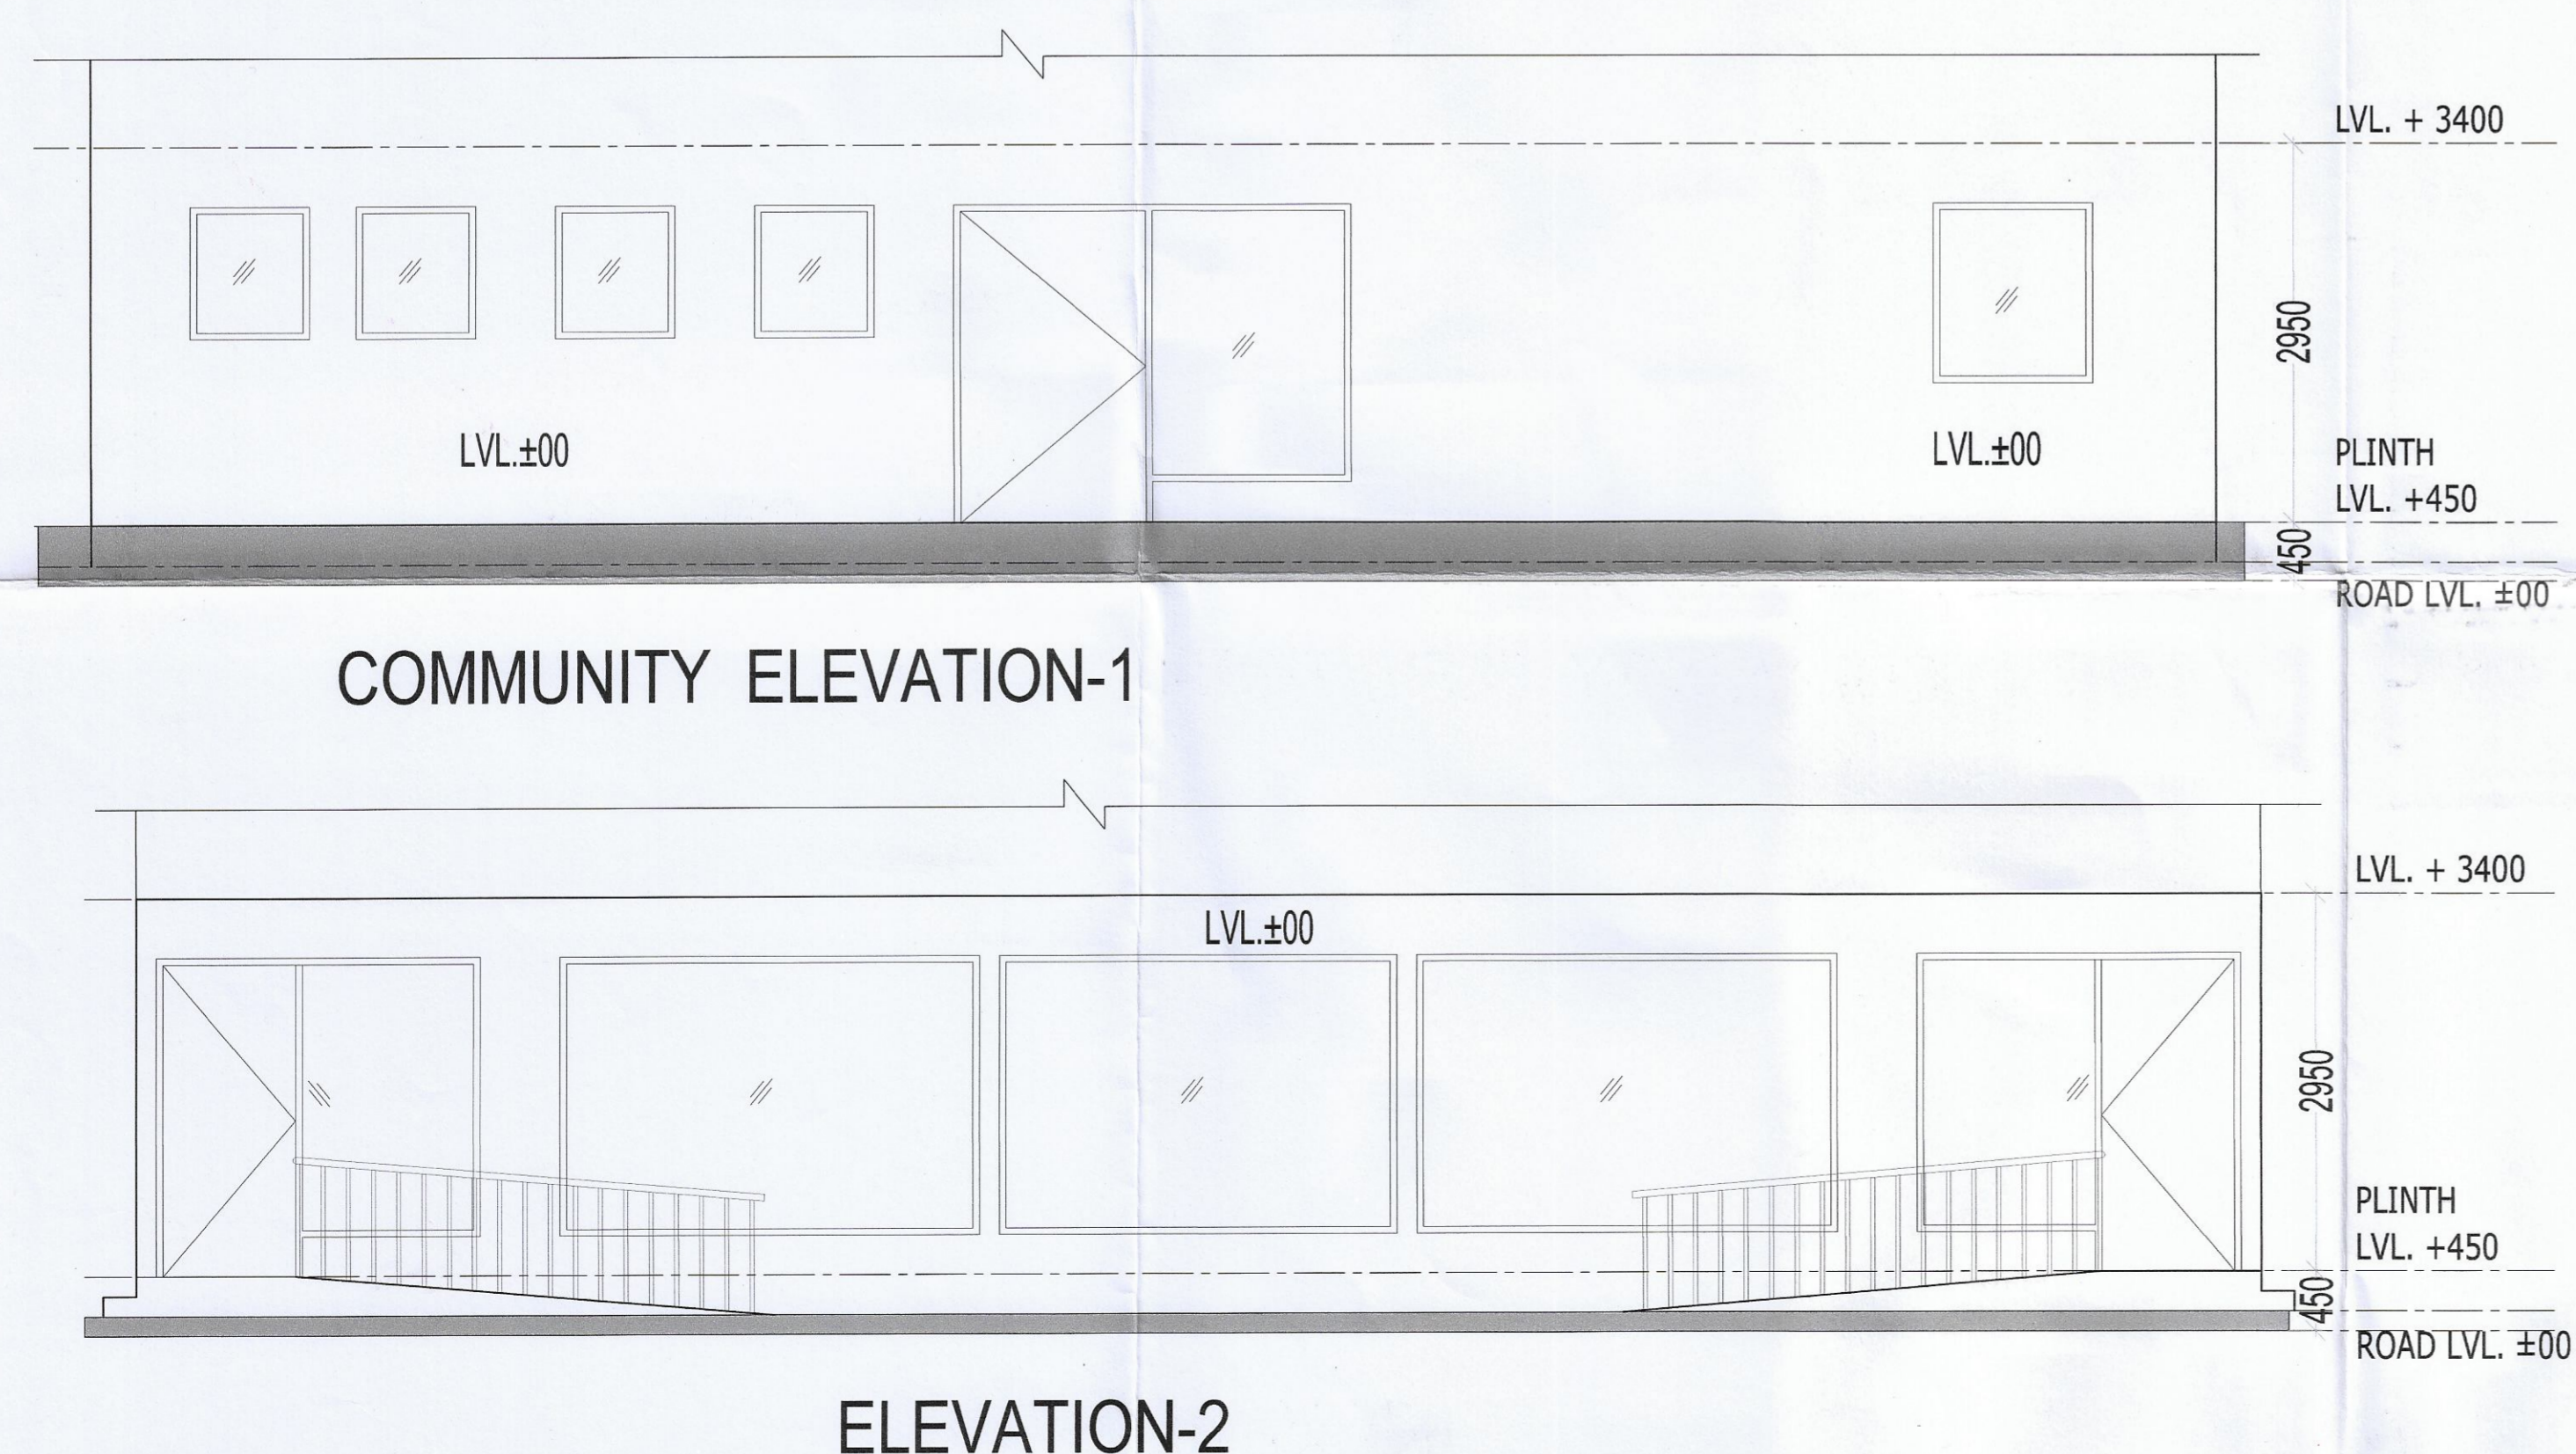 LVL. + 3400
2950
LVL.±00
LVL.±00
PLINTH
LVL. +450
450
ROAD LVL. ±00
COMMUNITY ELEVATION-1
LVL. + 3400
LVL.±00
2950
PLINTH
LVL. +450
450
ROAD LVL. ±00
ELEVATION-2